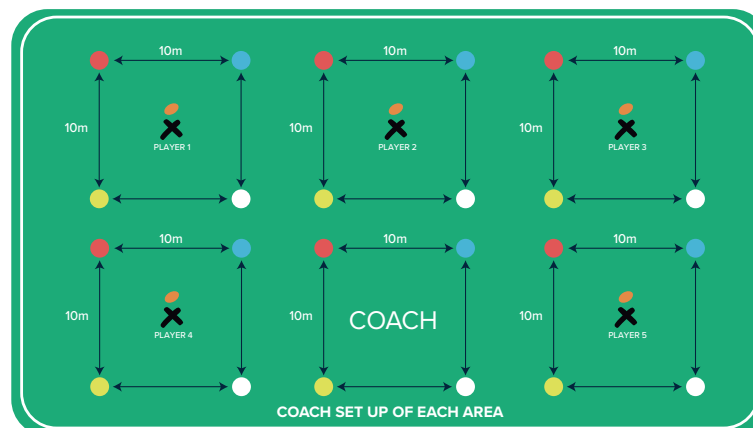 10m 10m 10m
10m 10m 10m
PLAYER 1 PLAYER 2 PLAYER 3
10m 10m 10m
10m 10m COACH 10m
PLAYER 4 PLAYER 5
COACH SET UP OF EACH AREA